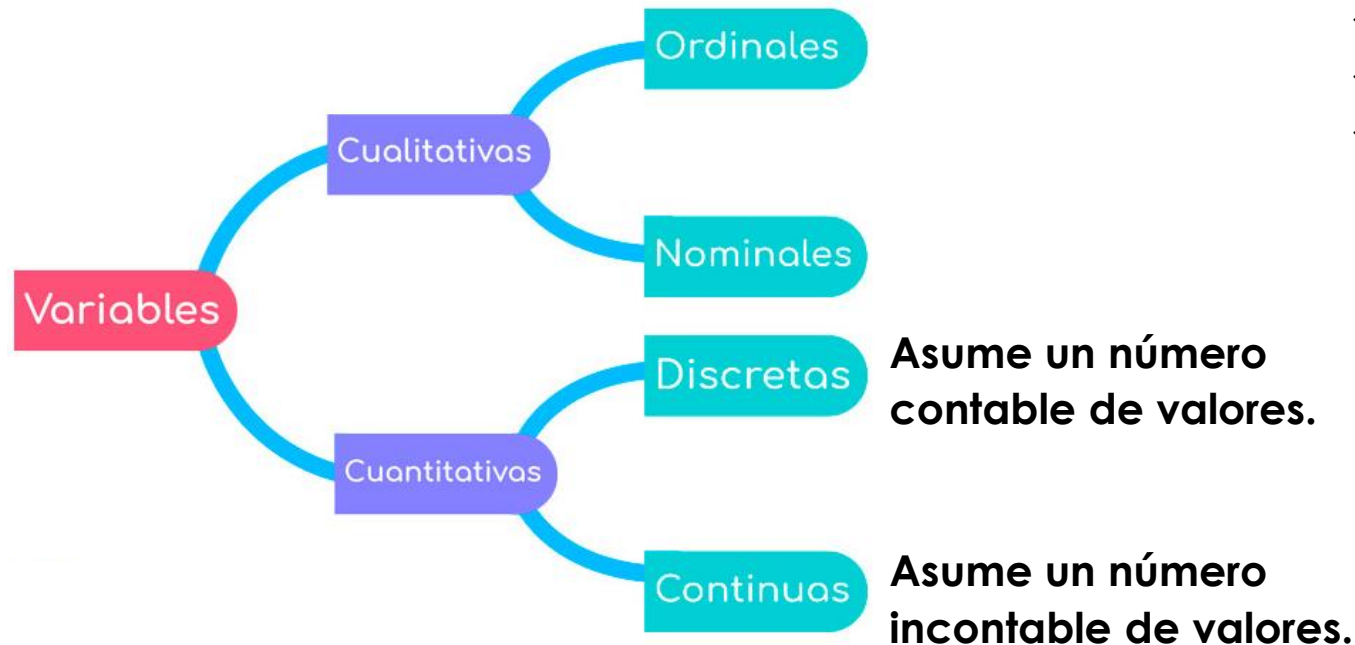 Ordinales
Cualitativas
Nominales
Variables
Discretas
Asume un número
contable de valores.
Cuantitativas
Continuas
Asume un número
incontable de valores.